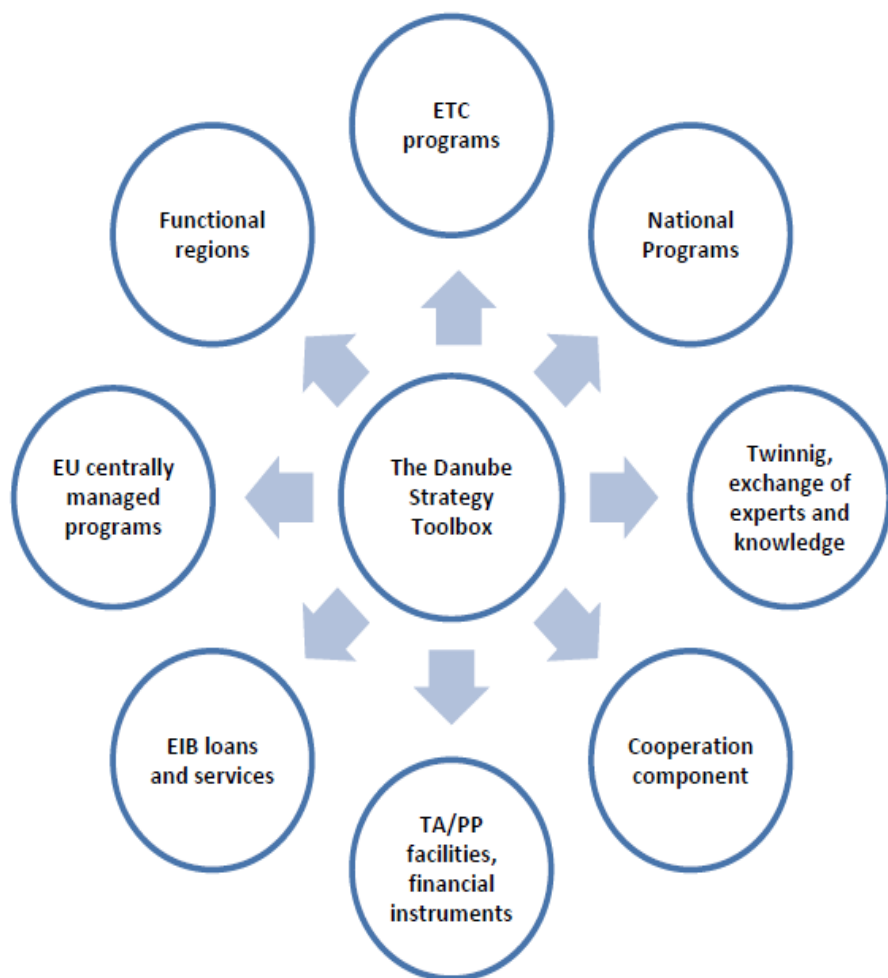 ETC
programs
Functional
regions
National
Programs
EU centrally
managed
programs
The Danube
Strategy
Toolbox
Twinnig,
exchange of
experts and
knowledge
EIB loans
and services
Cooperation
component
TA/PP
facilities,
financial
instruments